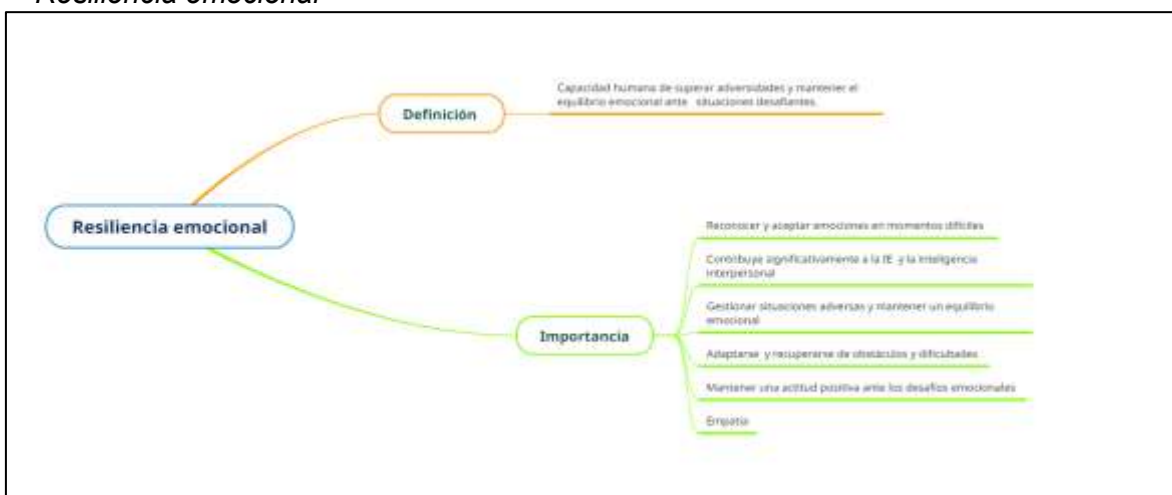 Resiliencia emocional
Definición
Capacidad humana de superar adversidades y mantener el
equilibrio emocional ante situaciones desafiantes.
Resiliencia emocional
Importancia
Reconocer y aceptar emociones en momentos difíciles
Contribuye significativamente a la IE y la inteligencia
interpersonal
Gestionar situaciones adversas y mantener un equilibrio
emocional
Adaptarse y recuperarse de obstáculos y dificultades
Mantener una actitud positiva ante los desafíos emocionales
Empatía